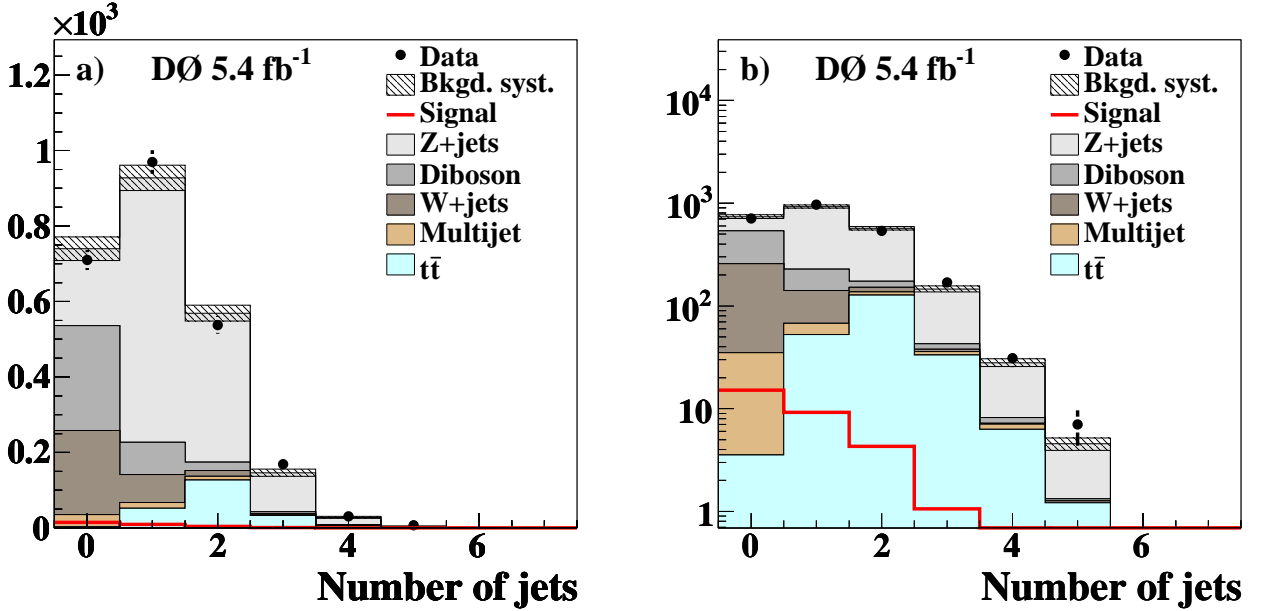 ×10³
a) DØ 5.4 fb⁻¹
Data
Bkgd. syst.
Signal
Z+jets
Diboson
W+jets
Multijet
tt̄
1.2
1
0.8
0.6
0.4
0.2
0
0 2 4 6
Number of jets
b) DØ 5.4 fb⁻¹
Data
Bkgd. syst.
Signal
Z+jets
Diboson
W+jets
Multijet
tt̄
10⁴
10³
10²
10
1
0 2 4 6
Number of jets